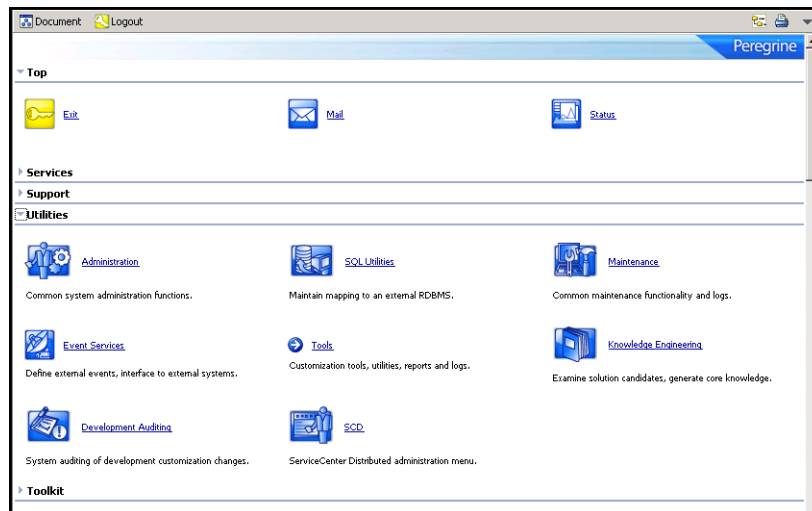 Document Logout
Peregrine
Top
Exit Mail Status
Services
Support
Utilities
Administration SQL Utilities Maintenance
Common system administration functions. Maintain mapping to an external RDBMS. Common maintenance functionality and logs.
Event Services Tools Knowledge Engineering
Define external events, interface to external systems. Customization tools, utilities, reports and logs. Examine solution candidates, generate core knowledge.
Development Auditing SCD
System auditing of development customization changes. ServiceCenter Distributed administration menu.
Toolkit